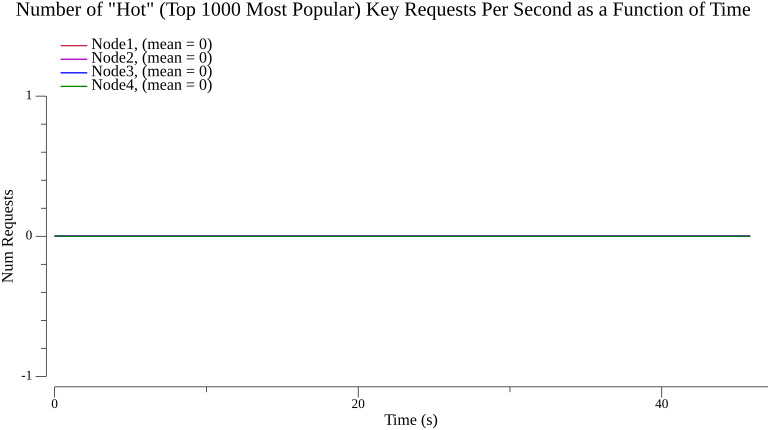 Number of "Hot" (Top 1000 Most Popular) Key Requests Per Second as a Function of Time
Node1, (mean = 0)
Node2, (mean = 0)
Node3, (mean = 0)
Node4, (mean = 0)
1
0
-1
Num Requests
0
20
40
Time (s)